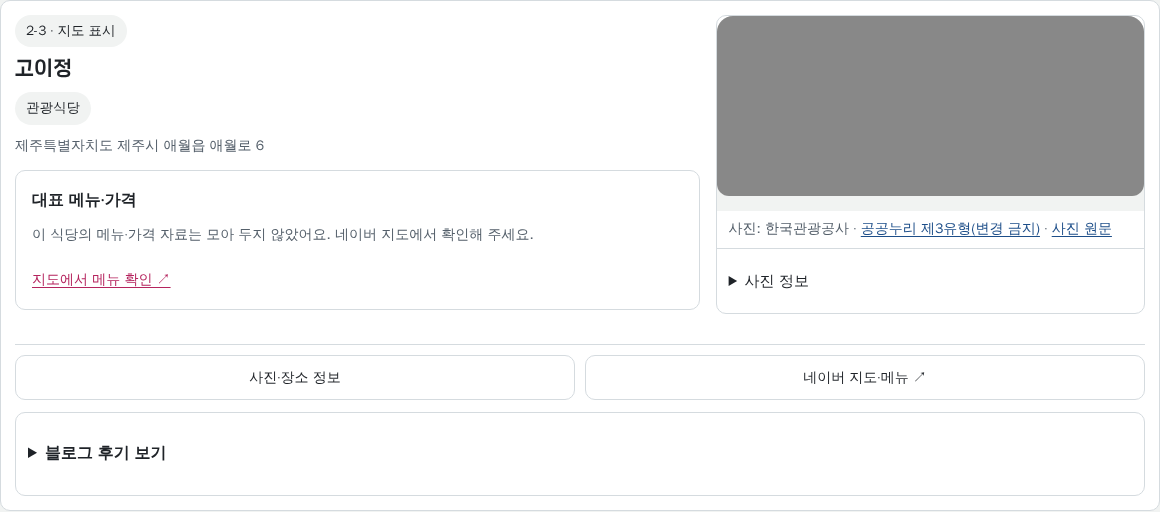 2-3 · 지도 표시
고이정
관광식당
제주특별자치도 제주시 애월읍 애월로 6
대표 메뉴·가격
이 식당의 메뉴·가격 자료는 모아 두지 않았어요. 네이버 지도에서 확인해 주세요.
지도에서 메뉴 확인 ↗
사진: 한국관광공사 · 공공누리 제3유형(변경 금지) · 사진 원문
▶ 사진 정보
사진·장소 정보
네이버 지도·메뉴 ↗
▶ 블로그 후기 보기